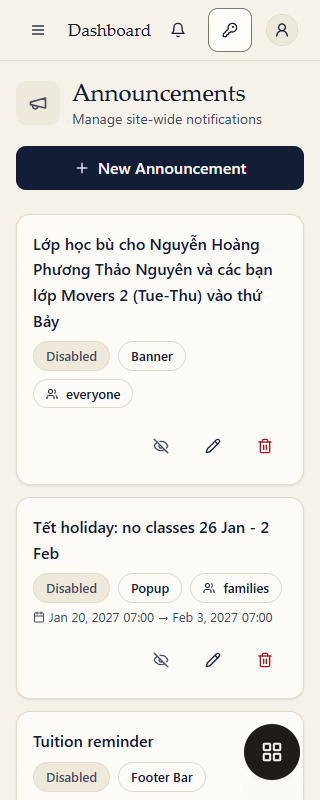 Dashboard
Announcements
Manage site-wide notifications
New Announcement
Lớp học bù cho Nguyễn Hoàng
Phương Thảo Nguyên và các bạn
lớp Movers 2 (Tue-Thu) vào thứ
Bảy
Disabled Banner
everyone
Tết holiday: no classes 26 Jan - 2
Feb
Disabled Popup families
Jan 20, 2027 07:00 → Feb 3, 2027 07:00
Tuition reminder
Disabled Footer Bar